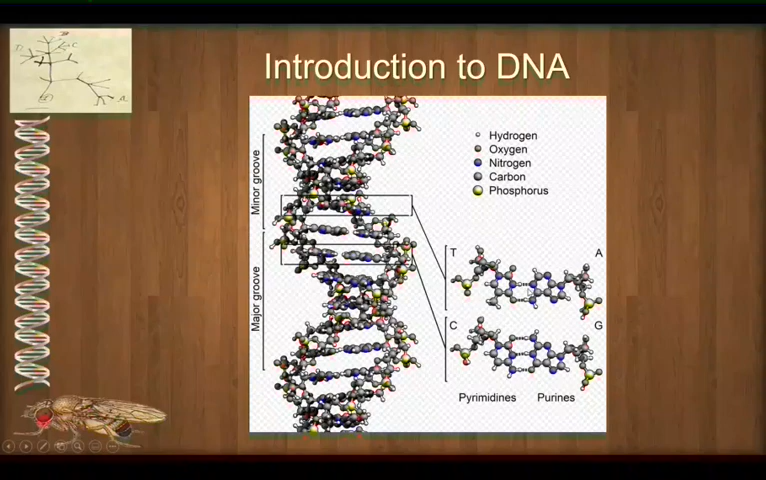 Introduction to DNA
Hydrogen
Oxygen
Nitrogen
Carbon
Phosphorus
Minor groove
Major groove
T
A
C
G
Pyrimidines
Purines